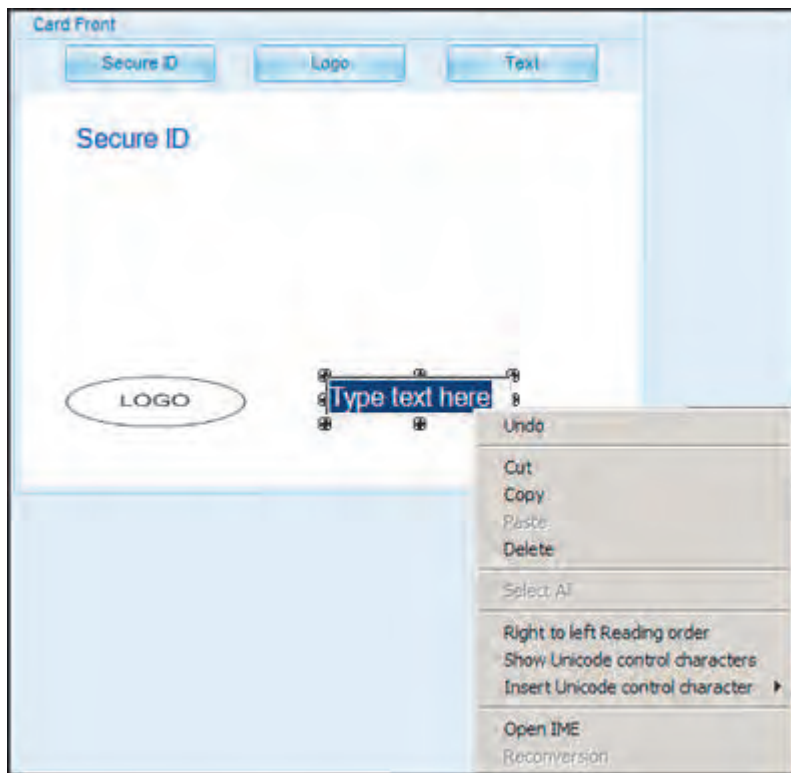 Card Front
Secure ID Logo Text
Secure ID
LOGO
Type text here
Undo
Cut
Copy
Paste
Delete
Select All
Right to left Reading order
Show Unicode control characters
Insert Unicode control character
Open IME
Reconversion